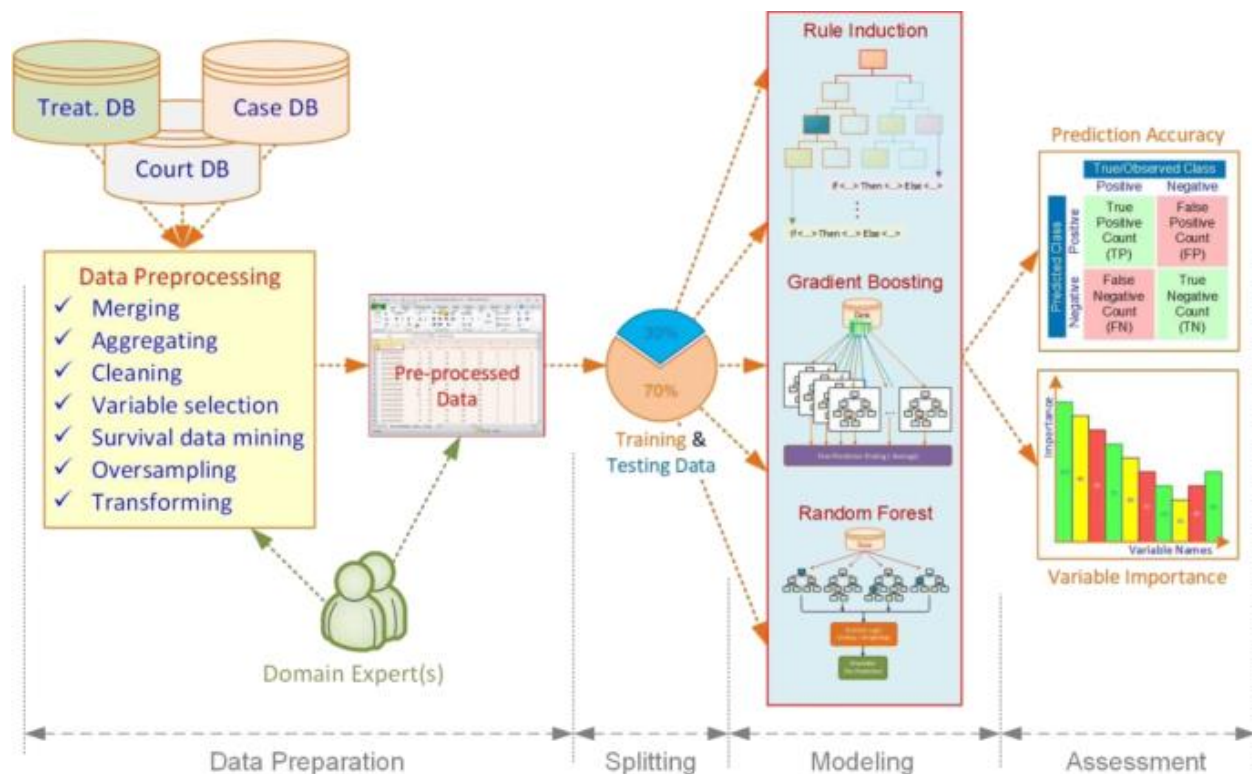 Treat. DB
Case DB
Court DB
Data Preprocessing
✓ Merging
✓ Aggregating
✓ Cleaning
✓ Variable selection
✓ Survival data mining
✓ Oversampling
✓ Transforming
Pre-processed
Data
Domain Expert(s)
30%
70%
Training &
Testing Data
Rule Induction
If <...> Then <...> Else <...>
If <...> Then <...> Else <...>
Gradient Boosting
Data
Random Forest
Data
Prediction Accuracy
True/Observed Class
Positive Negative
Predicted Class
Positive
Negative
True
Positive
Count
(TP)
False
Positive
Count
(FP)
False
Negative
Count
(FN)
True
Negative
Count
(TN)
Importance
Variable Names
Variable Importance
Data Preparation
Splitting
Modeling
Assessment